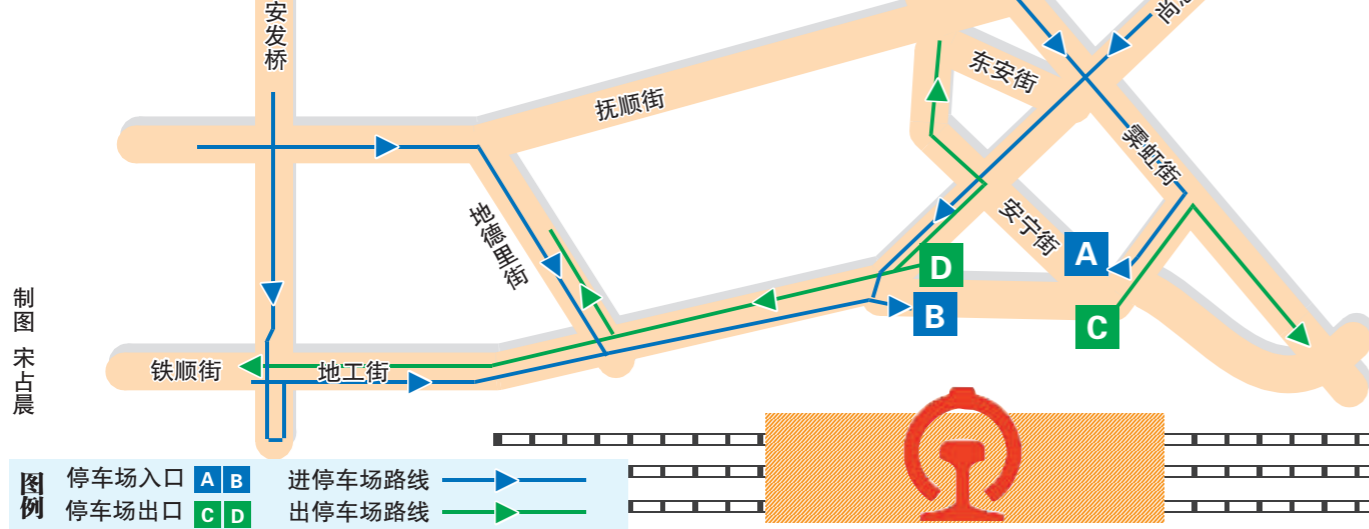 安发桥
尚
东安街
抚顺街
霁虹街
地德里街
安宁街
A
D
B
C
制图 宋占晨
铁顺街
地工街
图例
停车场入口 A B
进停车场路线
停车场出口 C D
出停车场路线